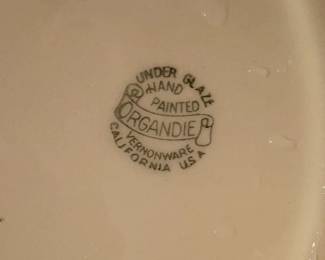 UNDER GLAZE
HAND
PAINTED
ORGANDIE
VERNONWARE
CALIFORNIA U.S.A